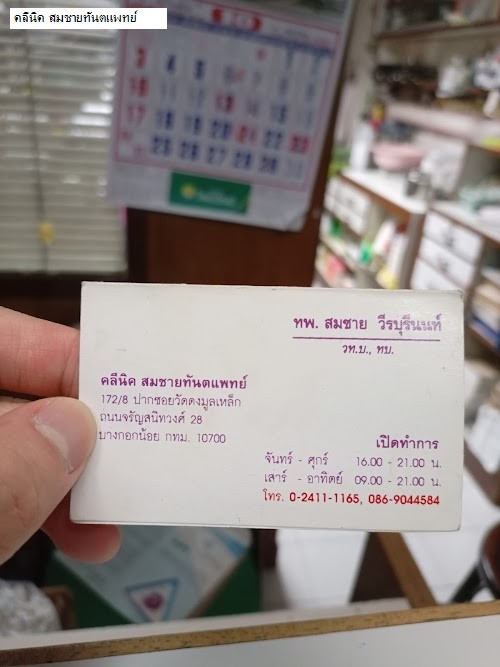 คลีนิค สมชายทันตแพทย์
ทพ. สมชาย วีรบุรีนนท์
วท.บ., ทบ.
คลีนิค สมชายทันตแพทย์
172/8 ปากซอยวัดดงมูลเหล็ก
ถนนจรัญสนิทวงศ์ 28
บางกอกน้อย กทม. 10700
เปิดทำการ
จันทร์ - ศุกร์ 16.00 - 21.00 น.
เสาร์ - อาทิตย์ 09.00 - 21.00 น.
โทร. 0-2411-1165, 086-9044584